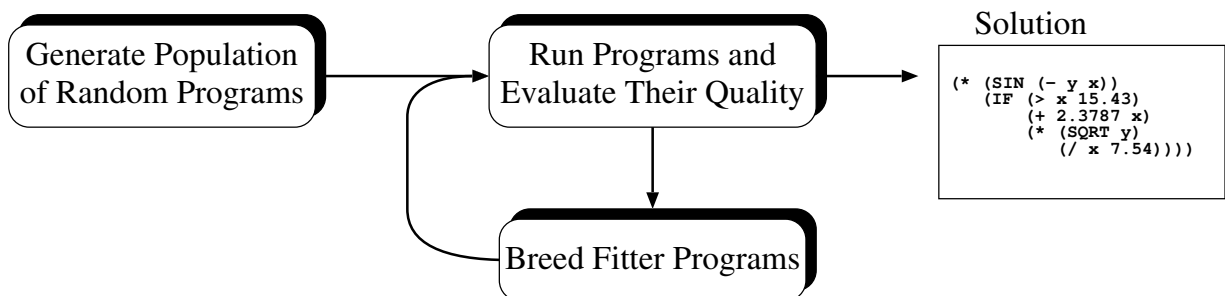 Generate Population
of Random Programs
Run Programs and
Evaluate Their Quality
Solution
(* (SIN (− y x))
(IF (> x 15.43)
(+ 2.3787 x)
(* (SQRT y)
(/ x 7.54))))
Breed Fitter Programs